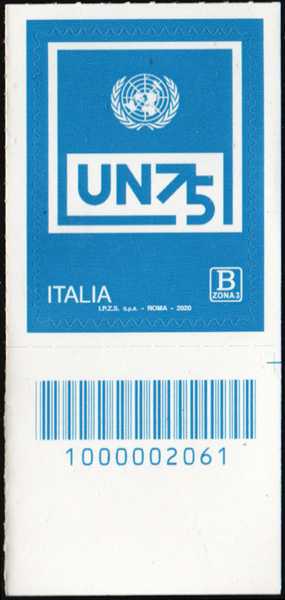 UN75
ITALIA
B
ZONA 3
I.P.Z.S. S.p.A. - ROMA - 2020
1000002061